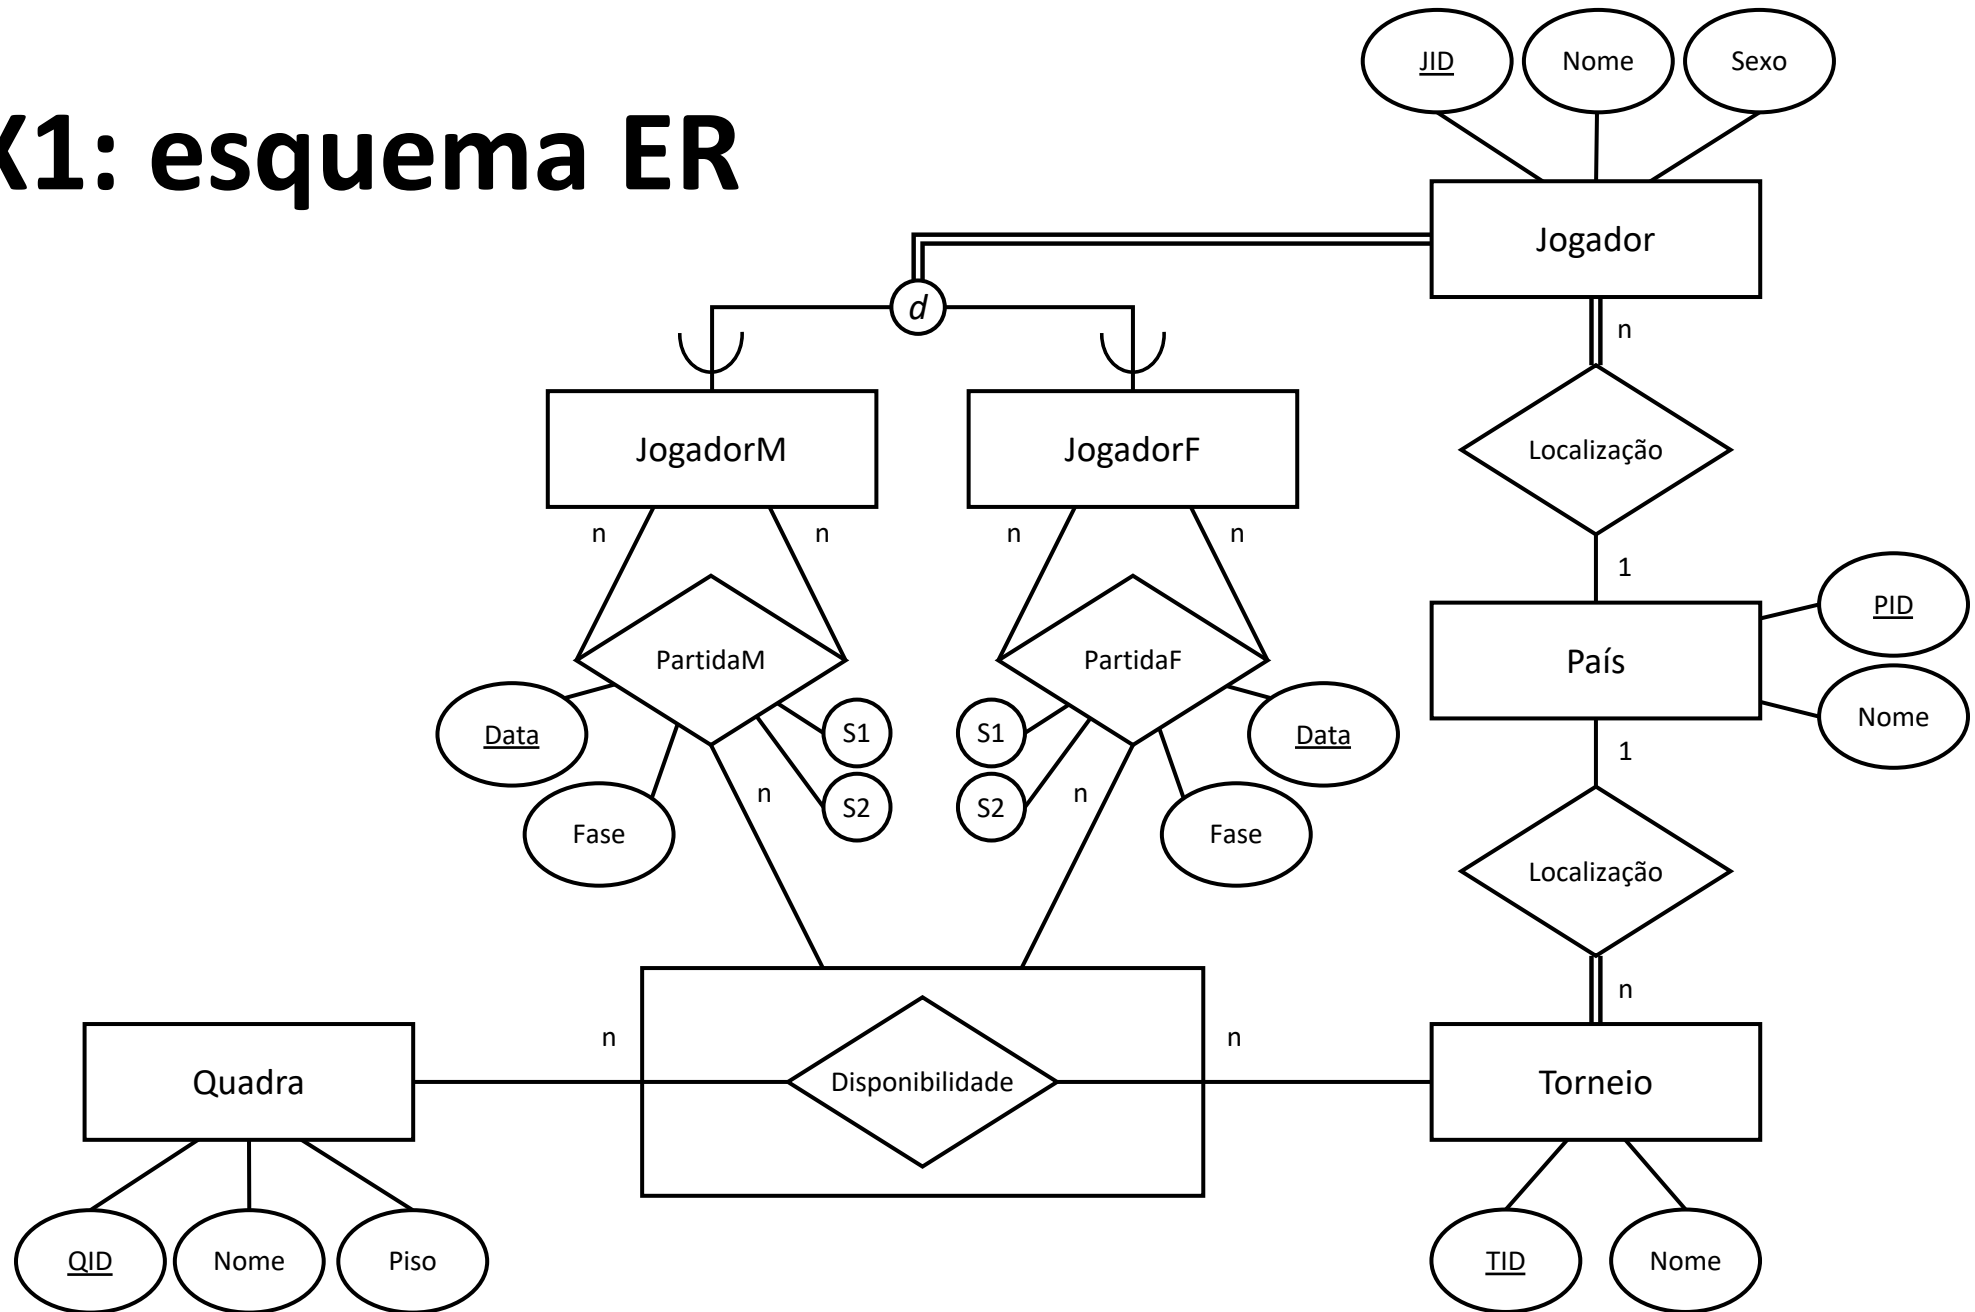 JID Nome Sexo
X1: esquema ER
Jogador
d
n
JogadorM JogadorF
Localização
n n n n
1
PID
PartidaM PartidaF
País
Data S1 S1 Data
Nome
1
n n
S2 S2
Fase Fase
Localização
n
n n
Quadra
Disponibilidade
Torneio
QID Nome Piso
TID Nome